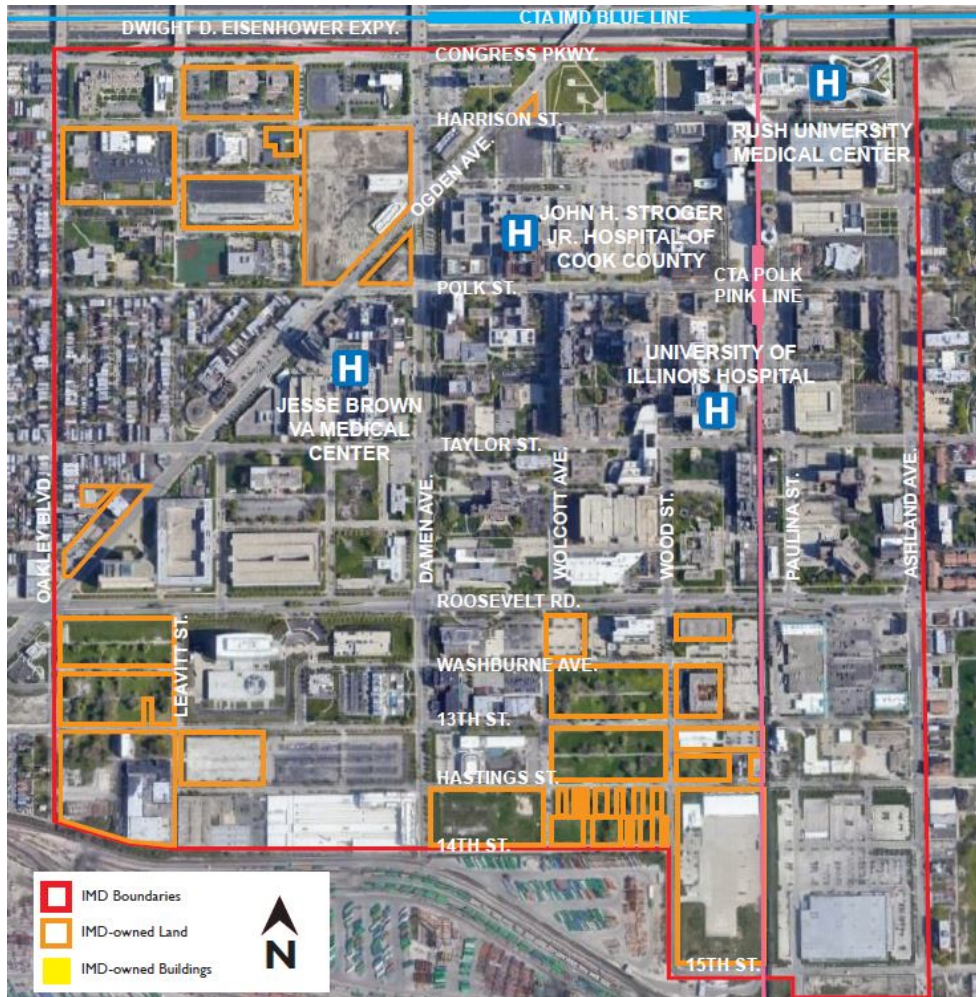 CTA IMD BLUE LINE
DWIGHT D. EISENHOWER EXPY.
CONGRESS PKWY.
H
HARRISON ST.
RUSH UNIVERSITY
MEDICAL CENTER
OGDEN AVE.
H
JOHN H. STROGER
JR. HOSPITAL OF
COOK COUNTY
CTA POLK
PINK LINE
POLK ST.
UNIVERSITY OF
ILLINOIS HOSPITAL
H
H
JESSE BROWN
VA MEDICAL
CENTER
TAYLOR ST.
OAKLEY BLVD.
DAMEN AVE.
WOLCOTT AVE.
WOOD ST.
PAULINA ST.
ASHLAND AVE.
ROOSEVELT RD.
LEAVITT ST.
WASHBURNE AVE.
13TH ST.
HASTINGS ST.
14TH ST.
15TH ST.
IMD Boundaries
IMD-owned Land
IMD-owned Buildings
N